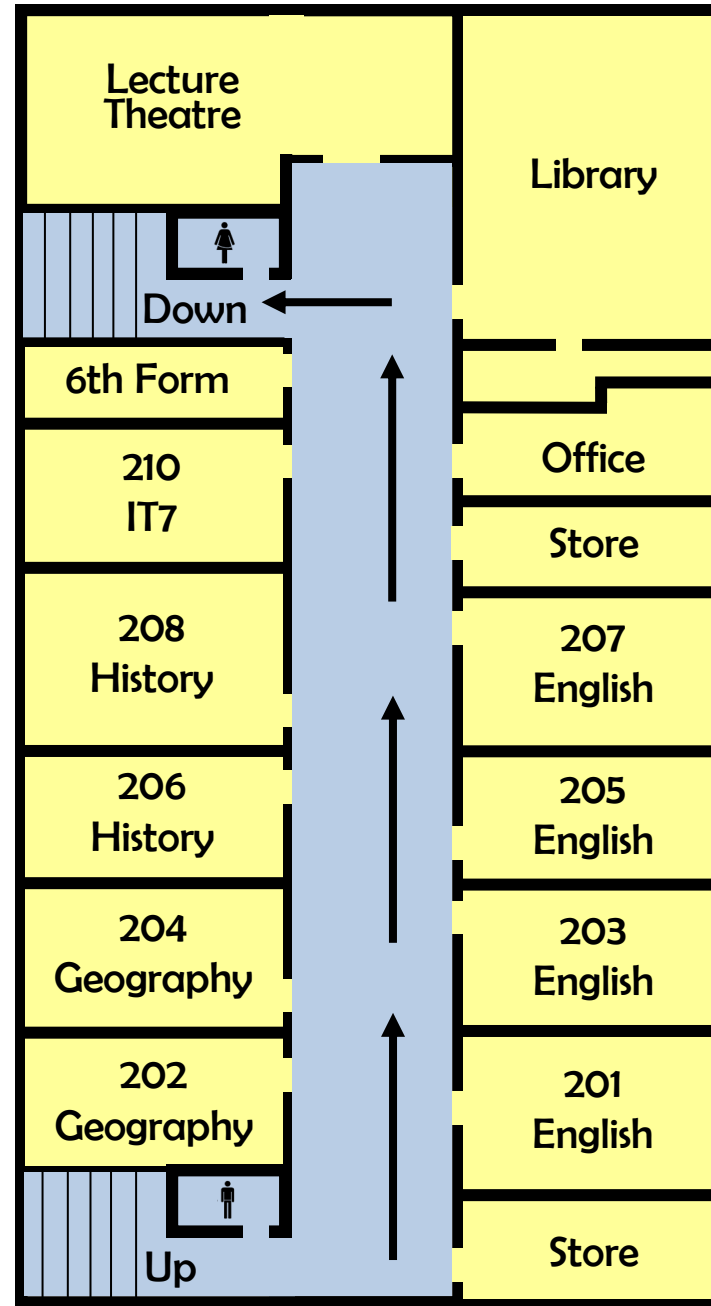 Lecture
Theatre
Library
Down
6th Form
210
IT7
Office
Store
208
History
207
English
206
History
205
English
204
Geography
203
English
202
Geography
201
English
Up
Store